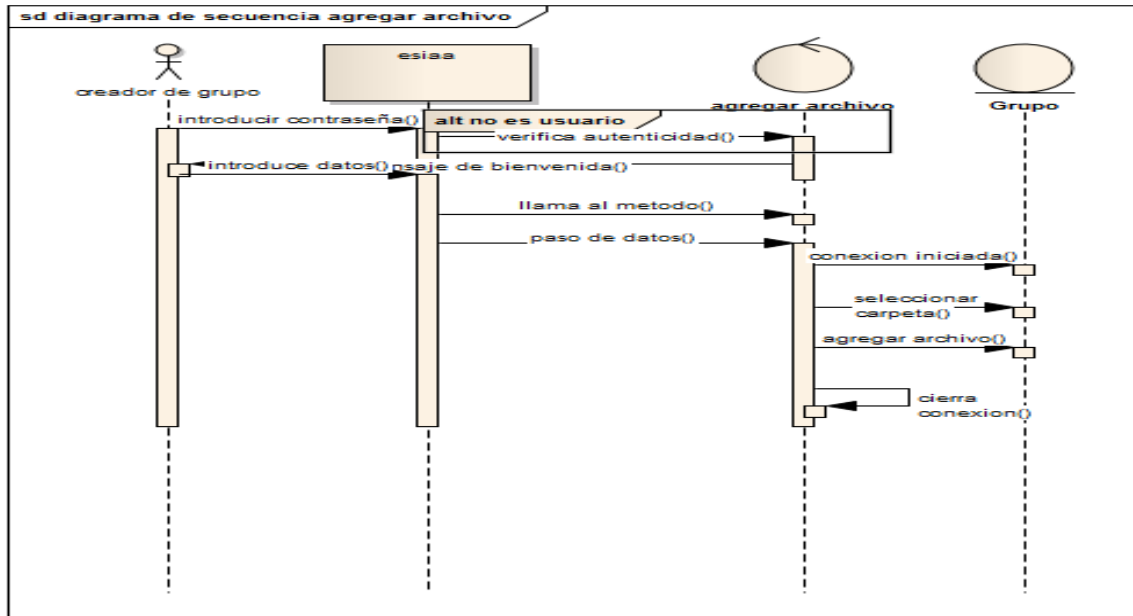 sd diagrama de secuencia agregar archivo
creador de grupo
esiaa
agregar archivo
Grupo
introducir contraseña()
alt no es usuario
verifica autenticidad()
introduce datos()
de bienvenida()
llama al metodo()
paso de datos()
conexion iniciada()
seleccionar
carpeta()
agregar archivo()
cierra
conexion()